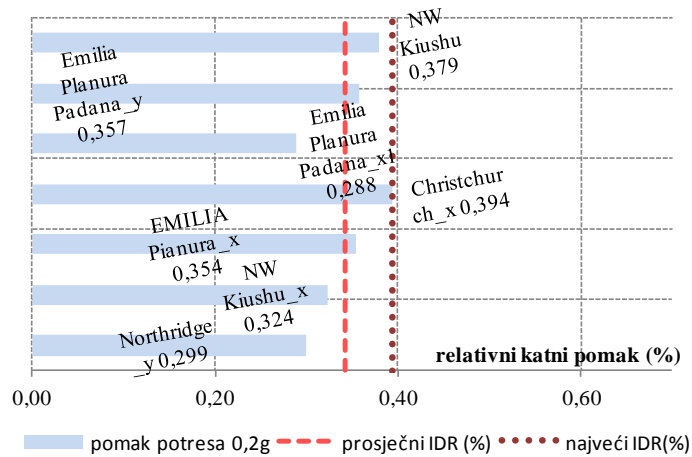 NW
Kiushu
0,379
Emilia
Planura
Padana_y
0,357
Emilia
Planura
Padana_x1
0,288
Christchur
ch_x 0,394
EMILIA
Pianura_x
0,354
NW
Kiushu_x
0,324
Northridge
_y 0,299
relativni katni pomak (%)
0,00
0,20
0,40
0,60
pomak potresa 0,2g
prosječni IDR (%)
najveći IDR(%)